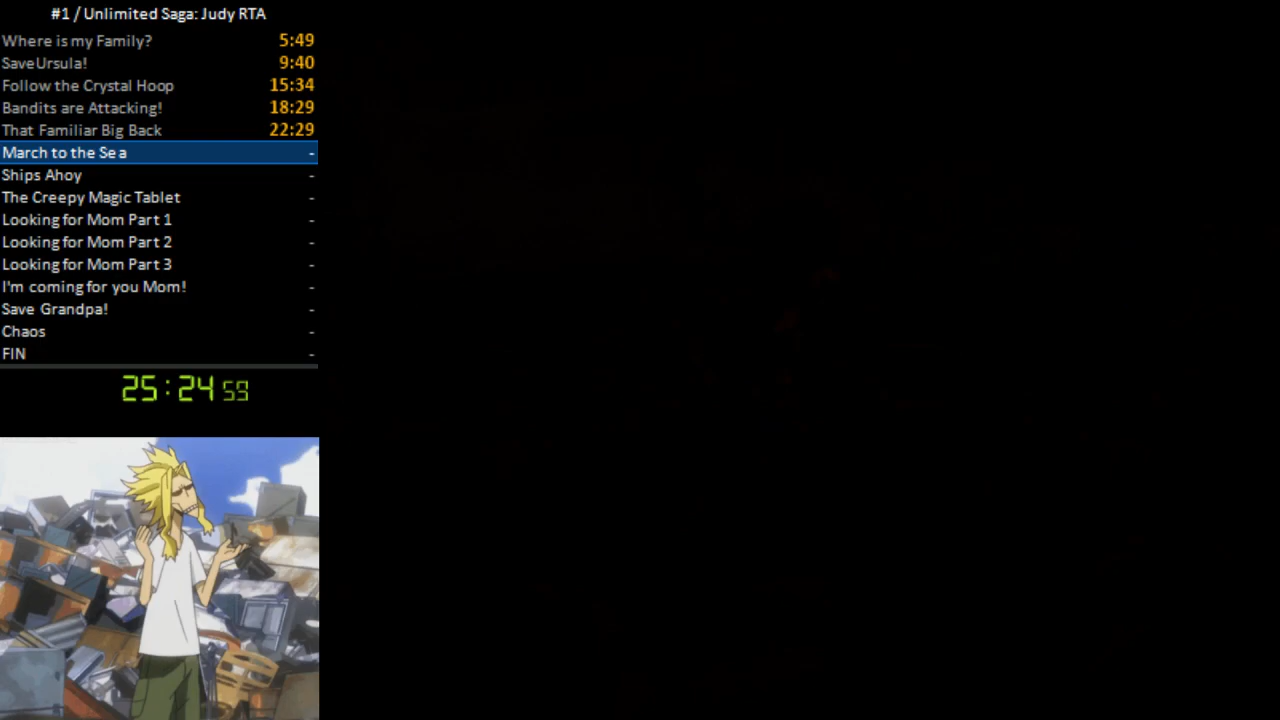 #1 / Unlimited Saga: Judy RTA
Where is my Family? 5:49
Save Ursula! 9:40
Follow the Crystal Hoop 15:34
Bandits are Attacking! 18:29
That Familiar Big Back 22:29
March to the Sea -
Ships Ahoy -
The Creepy Magic Tablet -
Looking for Mom Part 1 -
Looking for Mom Part 2 -
Looking for Mom Part 3 -
I'm coming for you Mom! -
Save Grandpa! -
Chaos -
FIN -
25:24 59